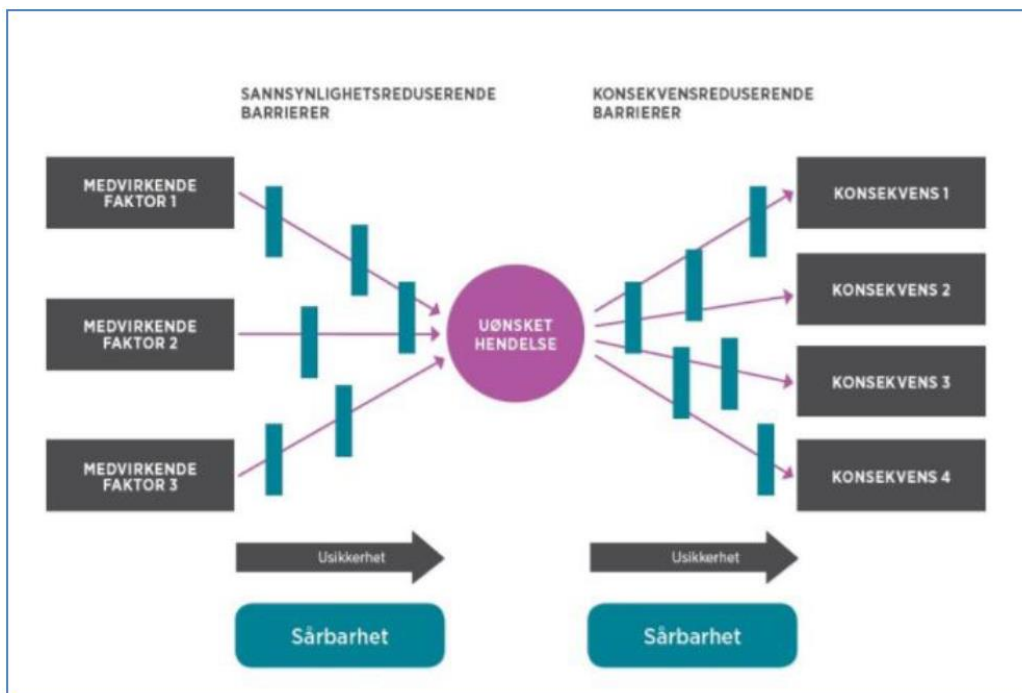 SANNSYNLIGHETSREDUSERENDE
BARRIERER
KONSEKVENSREDUSERENDE
BARRIERER
MEDVIRKENDE
FAKTOR 1
MEDVIRKENDE
FAKTOR 2
MEDVIRKENDE
FAKTOR 3
UØNSKET
HENDELSE
KONSEKVENS 1
KONSEKVENS 2
KONSEKVENS 3
KONSEKVENS 4
Usikkerhet
Usikkerhet
Sårbarhet
Sårbarhet